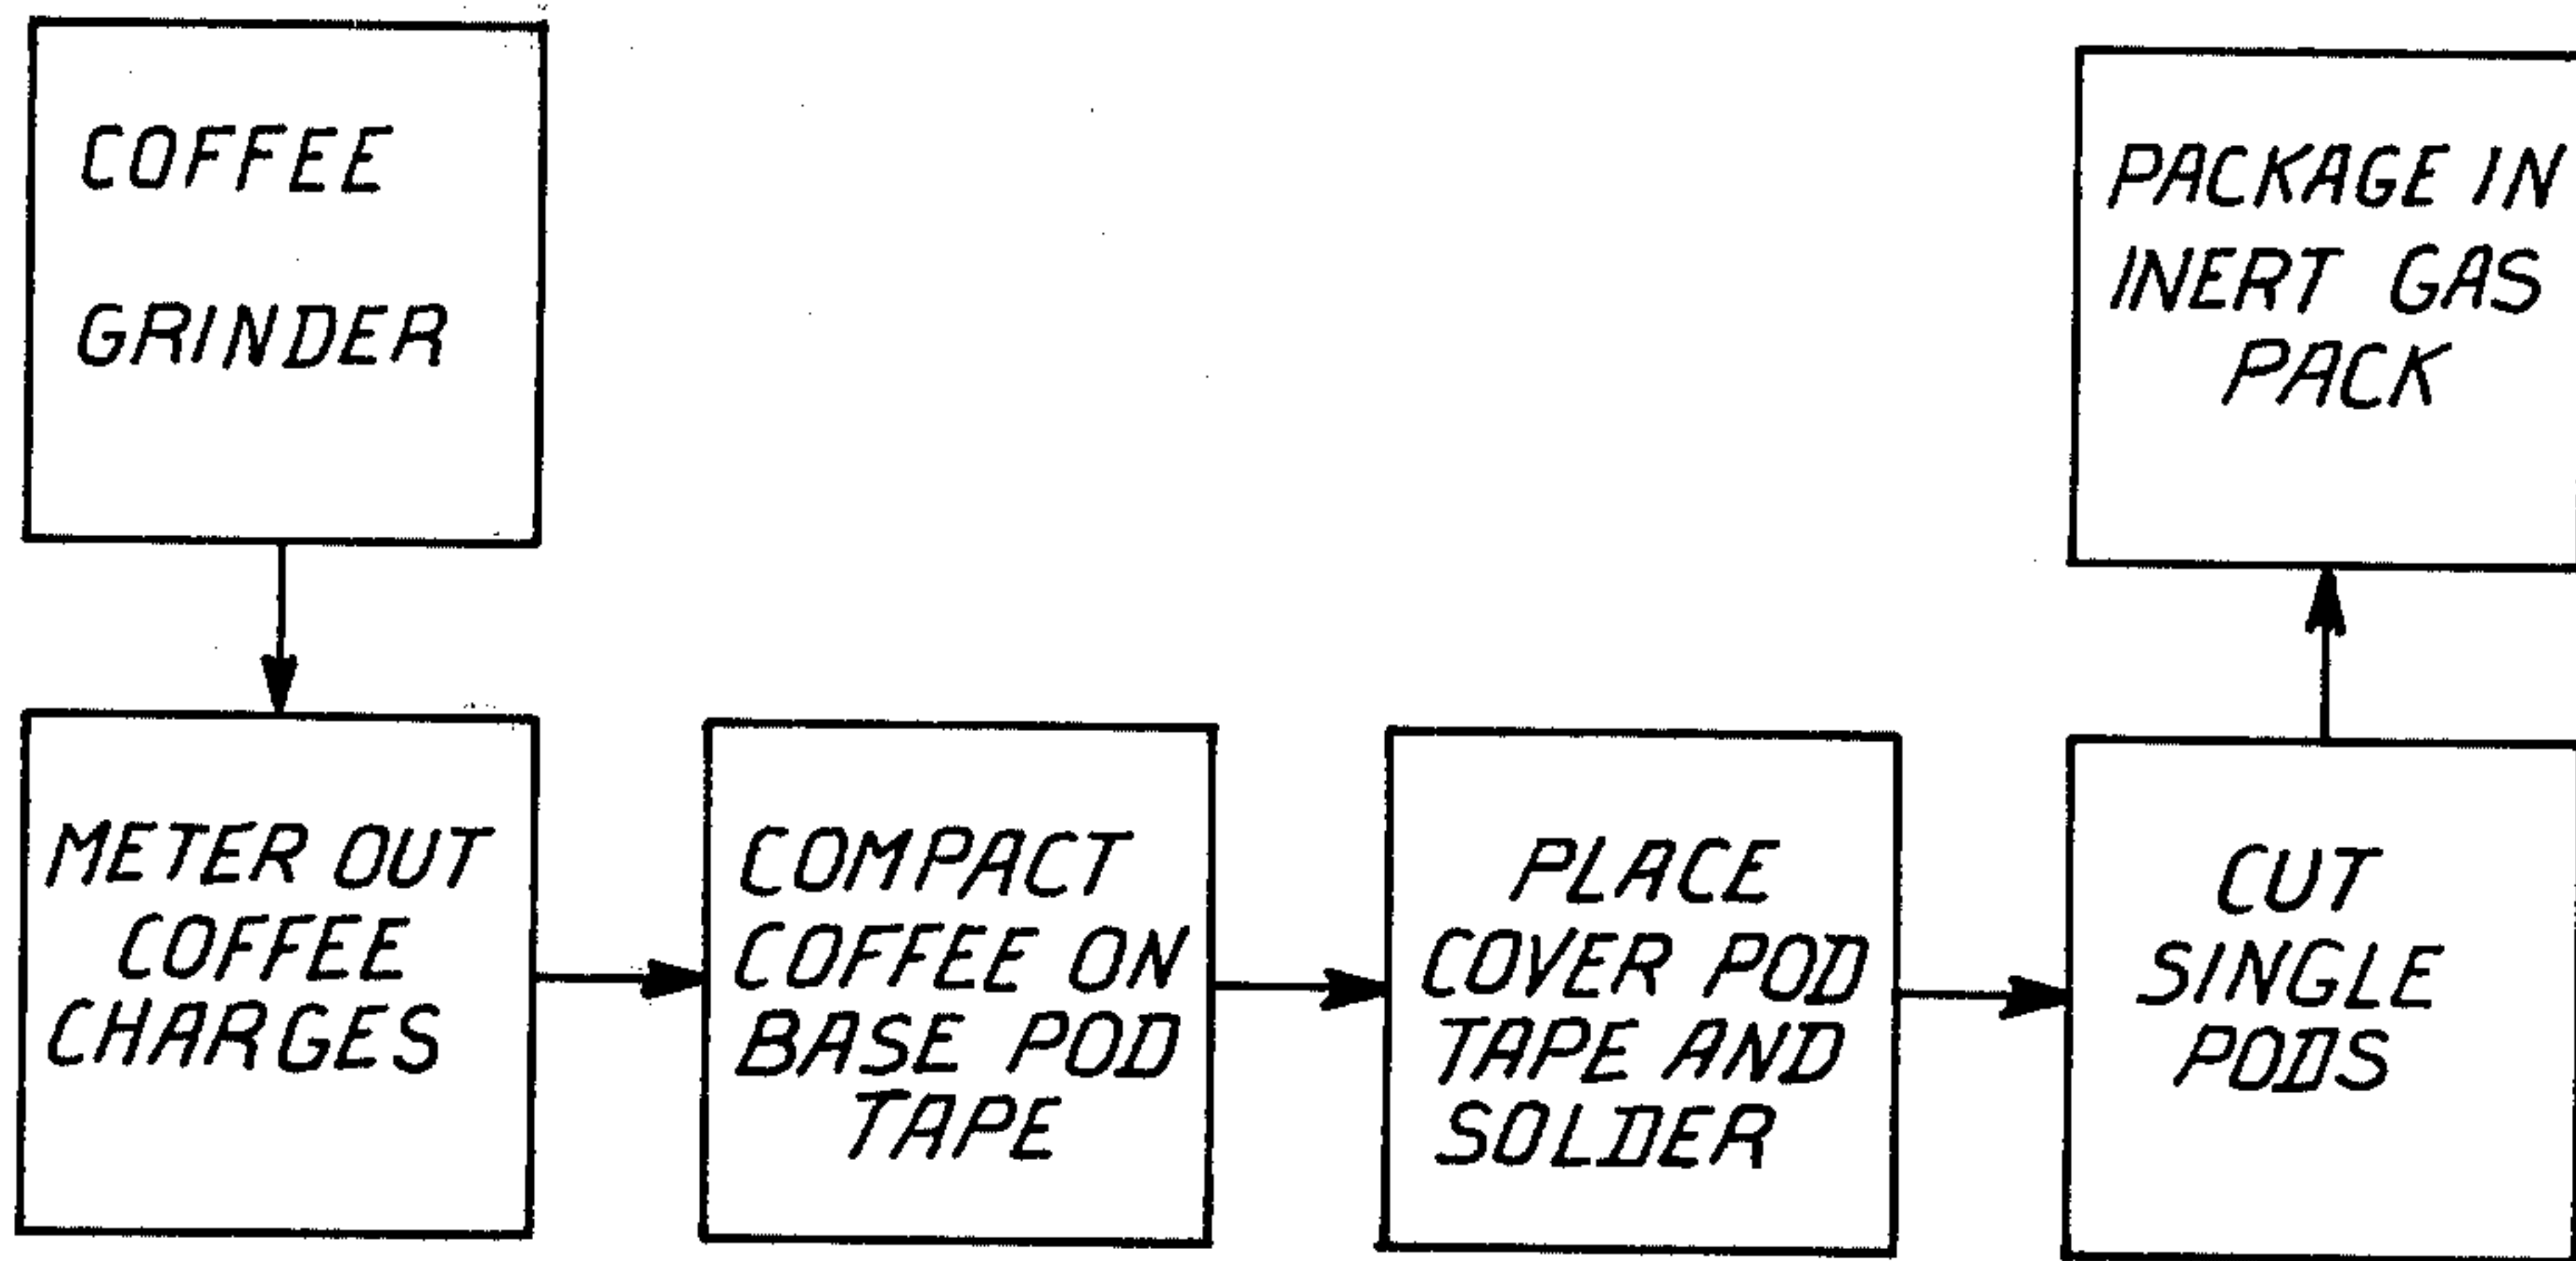 COFFEE
GRINDER
METER OUT
COFFEE
CHARGES
COMPACT
COFFEE ON
BASE POD
TAPE
PLACE
COVER POD
TAPE AND
SOLDER
CUT
SINGLE
PODS
PACKAGE IN
INERT GAS
PACK